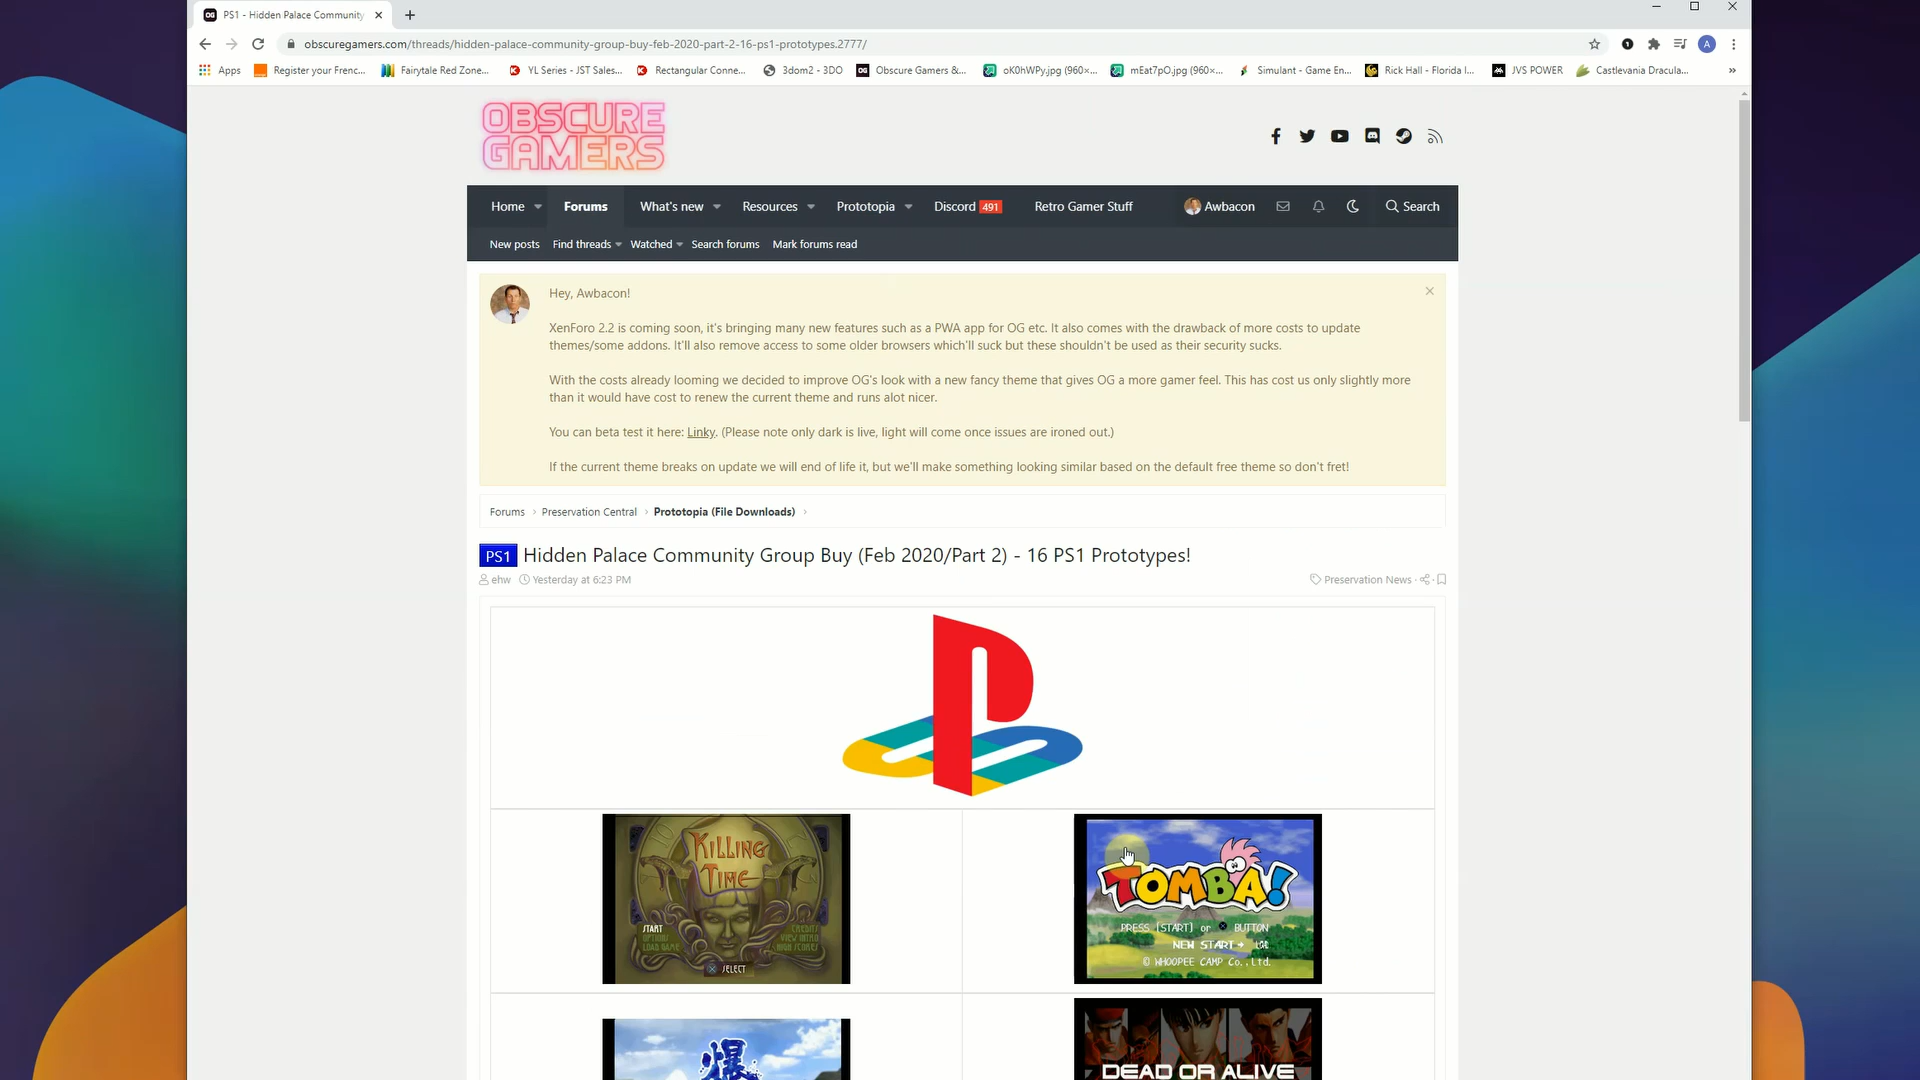 PS1 - Hidden Palace Community
obscuregamers.com/threads/hidden-palace-community-group-buy-feb-2020-part-2-16-ps1-prototypes.2777/
Apps Register your Frenc... Fairytale Red Zone... YL Series - JST Sales... Rectangular Conne... 3dom2 - 3DO Obscure Gamers &... oK0hWPy.jpg (960×... mEat7pO.jpg (960×... Simulant - Game En... Rick Hall - Florida I... JVS POWER Castlevania Dracula... »
OBSCURE
GAMERS
Home Forums What's new Resources Prototopia Discord 491 Retro Gamer Stuff Awbacon Search
New posts Find threads Watched Search forums Mark forums read
Hey, Awbacon!
XenForo 2.2 is coming soon, it's bringing many new features such as a PWA app for OG etc. It also comes with the drawback of more costs to update
themes/some addons. It'll also remove access to some older browsers which'll suck but these shouldn't be used as their security sucks.
With the costs already looming we decided to improve OG's look with a new fancy theme that gives OG a more gamer feel. This has cost us only slightly more
than it would have cost to renew the current theme and runs alot nicer.
You can beta test it here: Linky. (Please note only dark is live, light will come once issues are ironed out.)
If the current theme breaks on update we will end of life it, but we'll make something looking similar based on the default free theme so don't fret!
Forums › Preservation Central › Prototopia (File Downloads) ›
PS1 Hidden Palace Community Group Buy (Feb 2020/Part 2) - 16 PS1 Prototypes!
ehw · Yesterday at 6:23 PM Preservation News
KILLING
TIME
START
OPTIONS
LOAD GAME
CREDITS
VIEW INTRO
HIGH SCORES
SELECT
TOMBA!
PRESS [START] or BUTTON
NEW START
© WHOOPEE CAMP Co.,Ltd.
爆
DEAD OR ALIVE